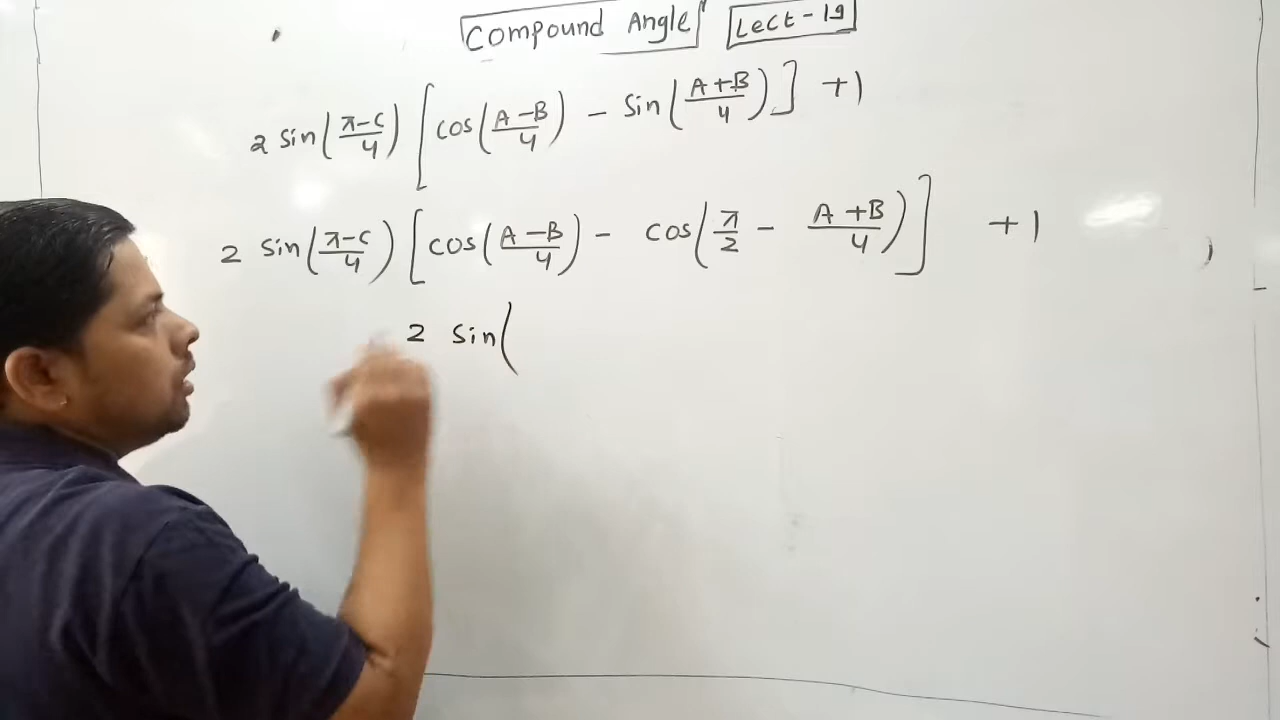 Compound Angle Lect-19
2 sin(π-C/4) [cos(A-B/4) - sin(A+B/4)] +1
2 sin(π-C/4) [cos(A-B/4) - cos(π/2 - A+B/4)] +1
2 sin(